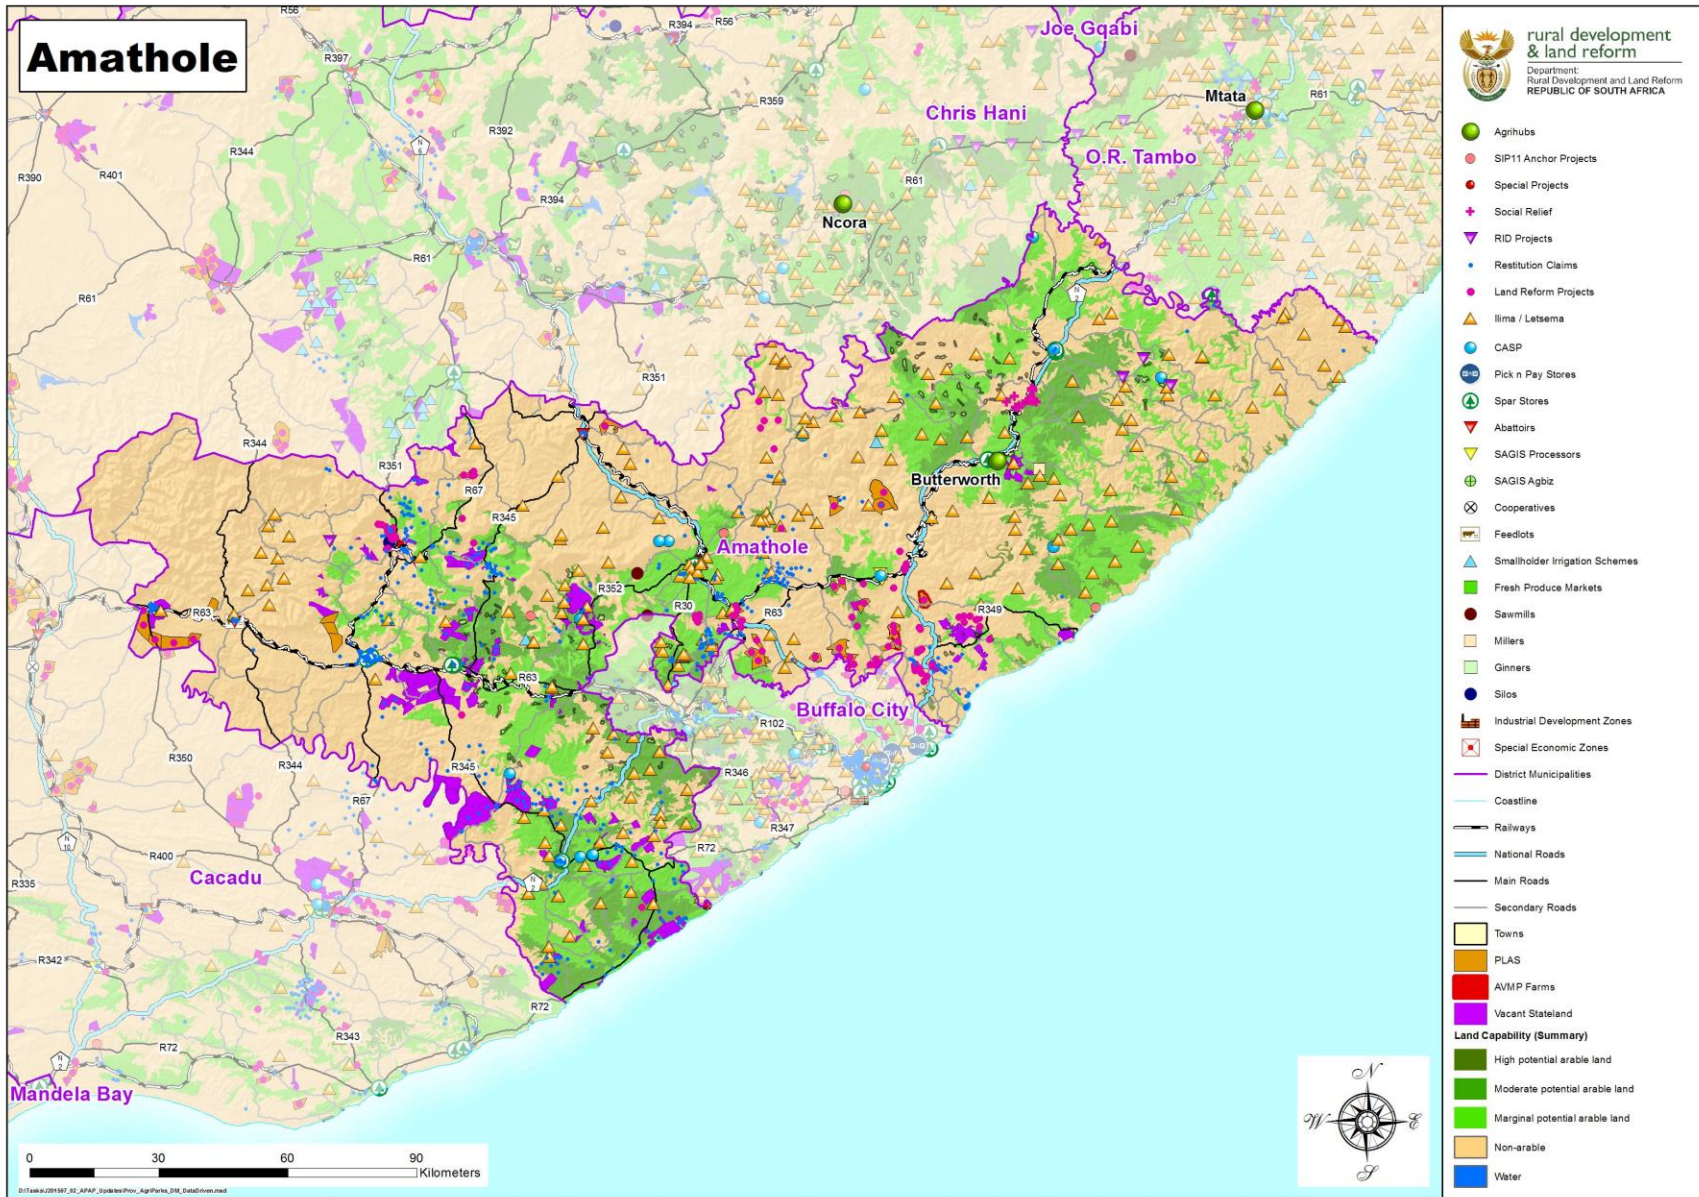 Amathole
rural development
& land reform
Department:
Rural Development and Land Reform
REPUBLIC OF SOUTH AFRICA
Agrihubs
SIP11 Anchor Projects
Special Projects
Social Relief
RID Projects
Restitution Claims
Land Reform Projects
Ilima / Letsema
CASP
Pick n Pay Stores
Spar Stores
Abattoirs
SAGIS Processors
SAGIS Agbiz
Cooperatives
Feedlots
Smallholder Irrigation Schemes
Fresh Produce Markets
Sawmills
Millers
Ginners
Silos
Industrial Development Zones
Special Economic Zones
District Municipalities
Coastline
Railways
National Roads
Main Roads
Secondary Roads
Towns
PLAS
AVMP Farms
Vacant Stateland
Land Capability (Summary)
High potential arable land
Moderate potential arable land
Marginal potential arable land
Non-arable
Water
R56
R394
R56
Joe Gqabi
R397
Mtata
R61
R359
Chris Hani
R392
N
6
R344
O.R. Tambo
R401
R390
R61
R394
Ncora
R61
R61
N
2
R351
R344
R351
R67
Butterworth
R345
Amathole
R352
R63
R30
R63
R349
R63
Buffalo City
R102
R350
R344
R345
R346
R67
R347
N
10
R72
R400
Cacadu
R335
N
2
R342
R72
R343
R72
N
2
Mandela Bay
N
W
E
S
0
30
60
90
Kilometers